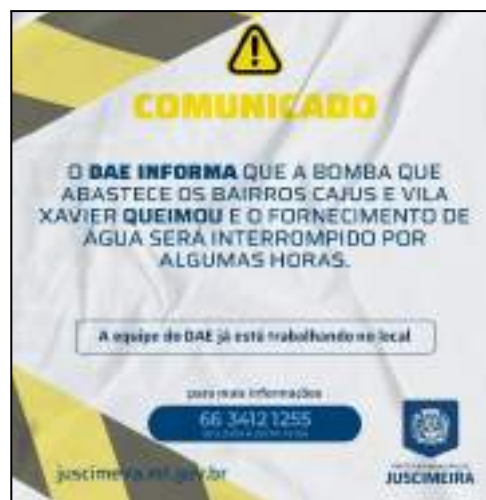 COMUNICADO
O DAE INFORMA QUE A BOMBA QUE
ABASTECE OS BAIRROS CAJUS E VILA
XAVIER QUEIMOU E O FORNECIMENTO DE
ÁGUA SERÁ INTERROMPIDO POR
ALGUMAS HORAS.
A equipe do DAE já está trabalhando no local
para mais informações
66 3412 1255
juscimeira.mt.gov.br
JUSCIMEIRA